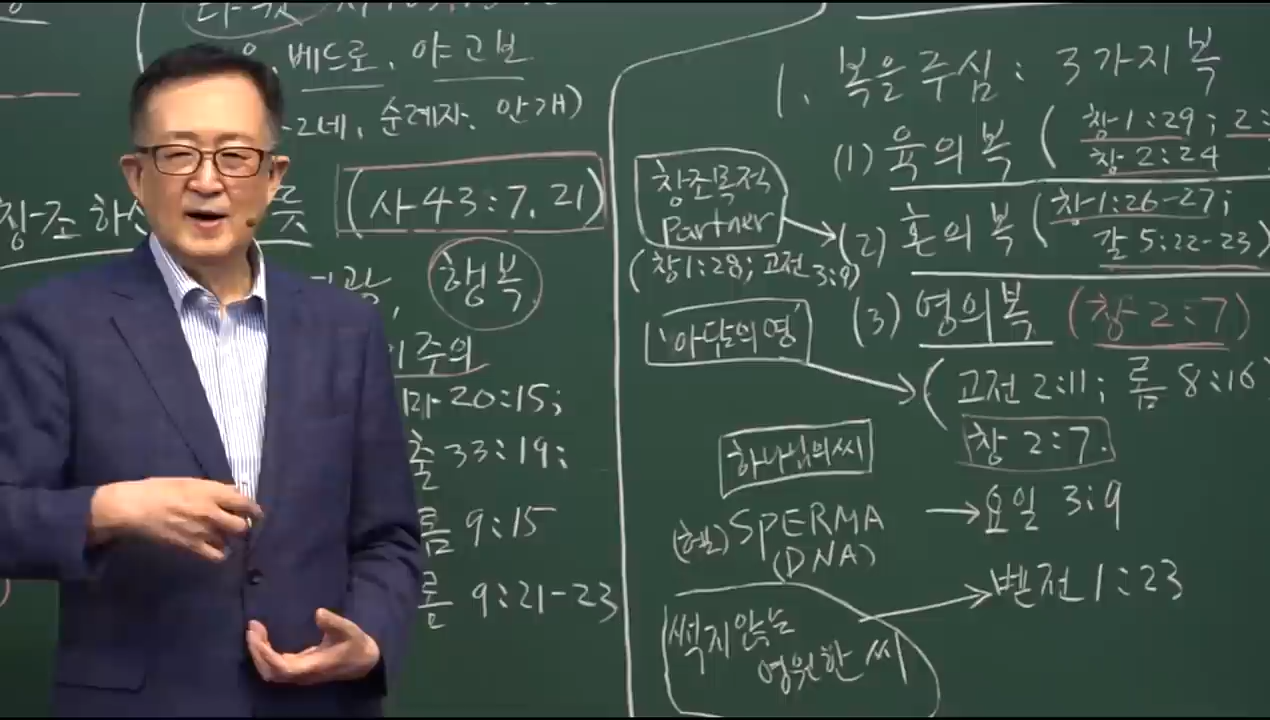 베드로, 야고보
순례자: 안개)
(사 43:7. 21)
창조 하신
행복
주의
20:15;
출 33:19:
롬 9:15
롬 9:21-23
1. 복을 주심: 3가지 복
(1) 육의 복 (창 1:29; 2:
창 2:24
창조목적
Partner
(창1:28; 고전 3:9)
(2) 혼의 복 (창 1:26-27;
갈 5:22-23)
(3) 영의 복 (창 2:7)
'아담의 영'
(고전 2:11; 롬 8:16
창 2:7.
하나님의 씨
(헬) SPERMA
(DNA)
요일 3:9
썩지 않는
영원한 씨
벧전 1:23